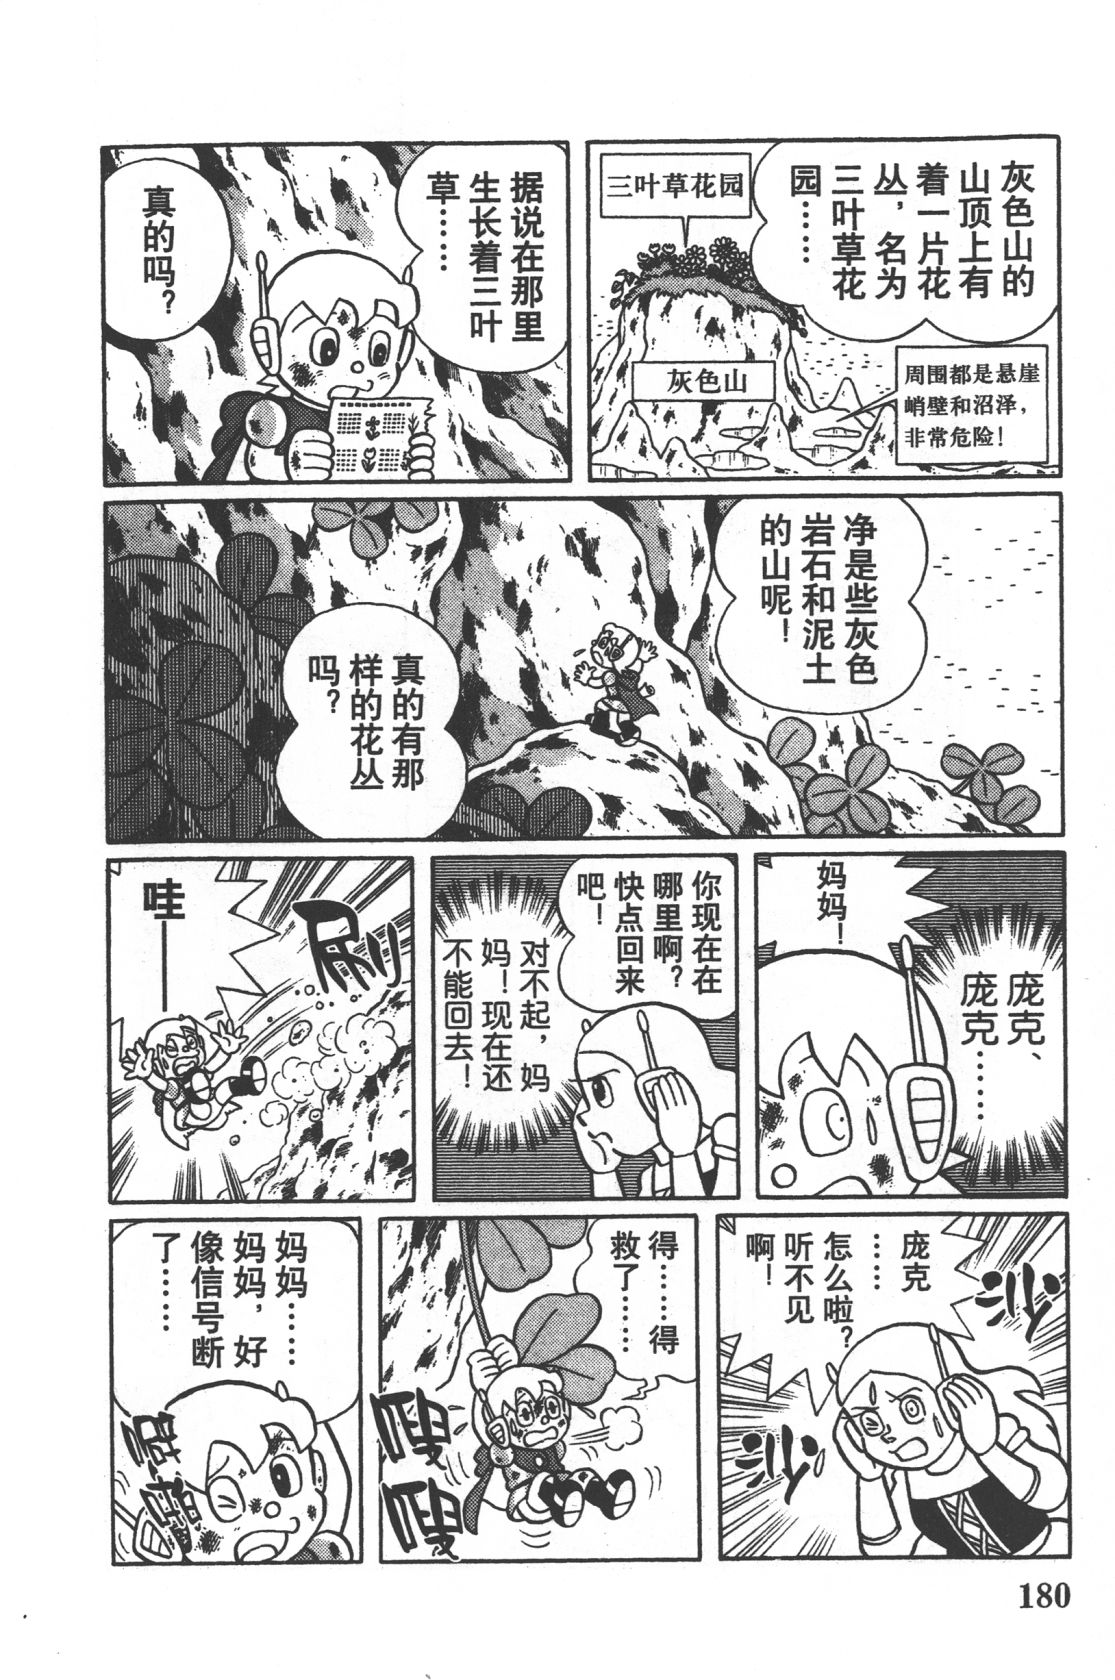 灰色山的
山顶上有
着一片花
丛，名为
三叶草花
园……
三叶草花园
灰色山
周围都是悬崖
峭壁和沼泽，
非常危险！
据说在那里
生长着三叶
草……
真的吗？
净是些灰色
岩石和泥土
的山呢！
真的有那
样的花丛
吗？
妈
妈！
庞克、
庞克……
你现在在
哪里啊？
快点回来
吧！
对不起，妈
妈！现在还
不能回去！
刷
哇——
庞克
……
怎么啦？
听不见
啊！
沙
沙
得……得
救了……
嗖
嗖
妈妈……
妈妈，好
像信号断
了……
180